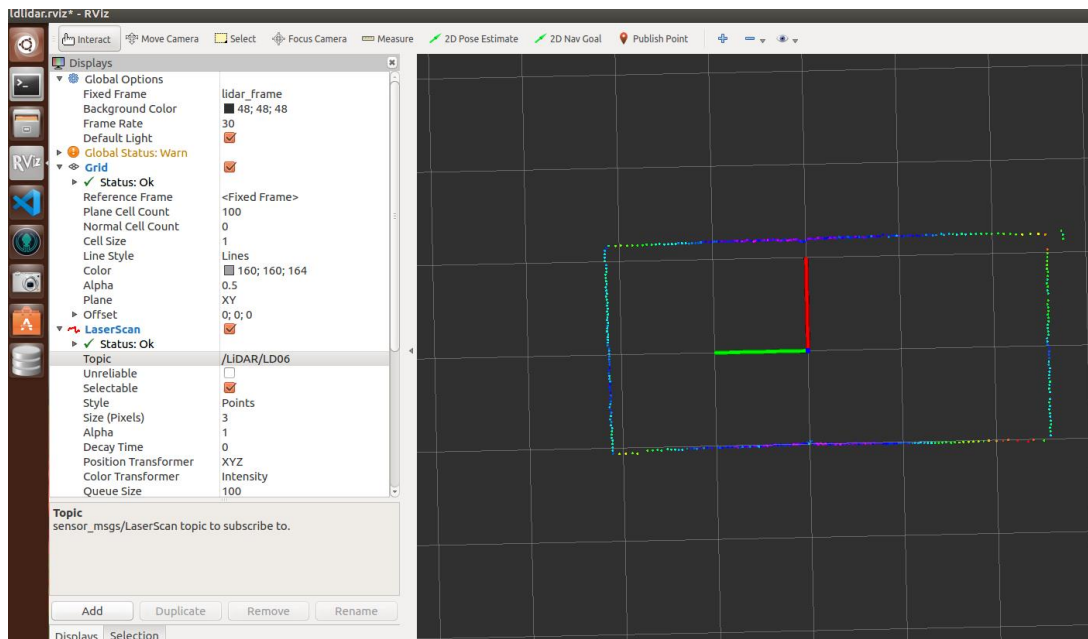 ldlidar.rviz* - RViz
Interact Move Camera Select Focus Camera Measure 2D Pose Estimate 2D Nav Goal Publish Point
Displays
Global Options
Fixed Frame lidar_frame
Background Color 48; 48; 48
Frame Rate 30
Default Light
Global Status: Warn
Grid
Status: Ok
Reference Frame <Fixed Frame>
Plane Cell Count 100
Normal Cell Count 0
Cell Size 1
Line Style Lines
Color 160; 160; 164
Alpha 0.5
Plane XY
Offset 0; 0; 0
LaserScan
Status: Ok
Topic /LiDAR/LD06
Unreliable
Selectable
Style Points
Size (Pixels) 3
Alpha 1
Decay Time 0
Position Transformer XYZ
Color Transformer Intensity
Queue Size 100
Topic
sensor_msgs/LaserScan topic to subscribe to.
Add Duplicate Remove Rename
Displays Selection
RViz